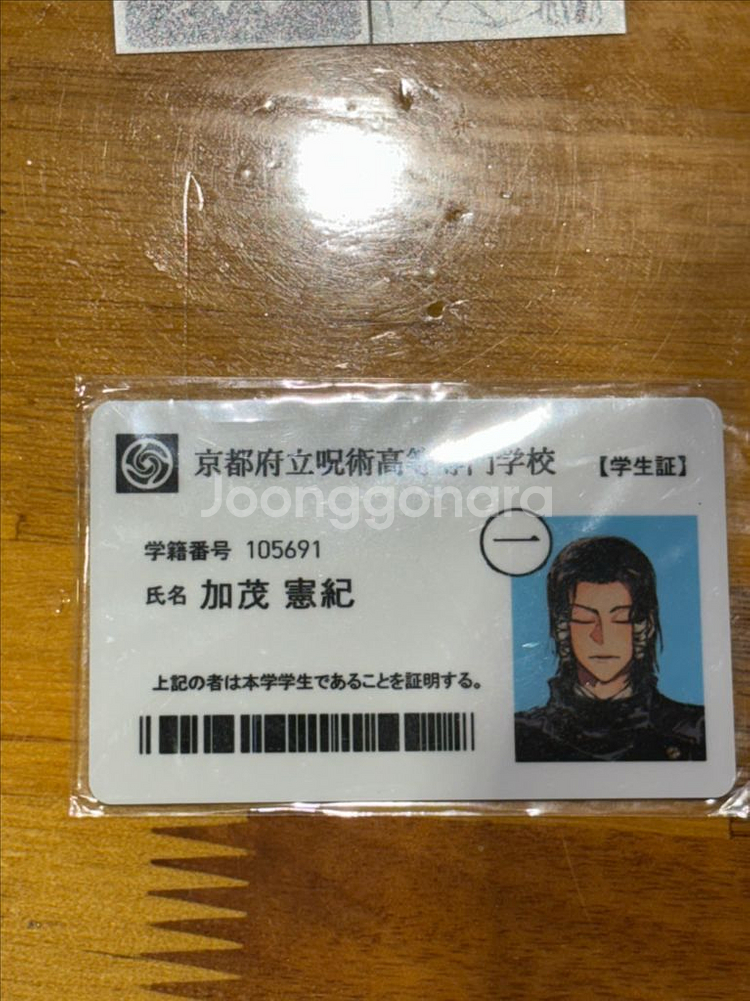 京都府立呪術高等専門学校 【学生証】
Joonggonara
学籍番号 105691
㊀
氏名 加茂 憲紀
上記の者は本学学生であることを証明する。